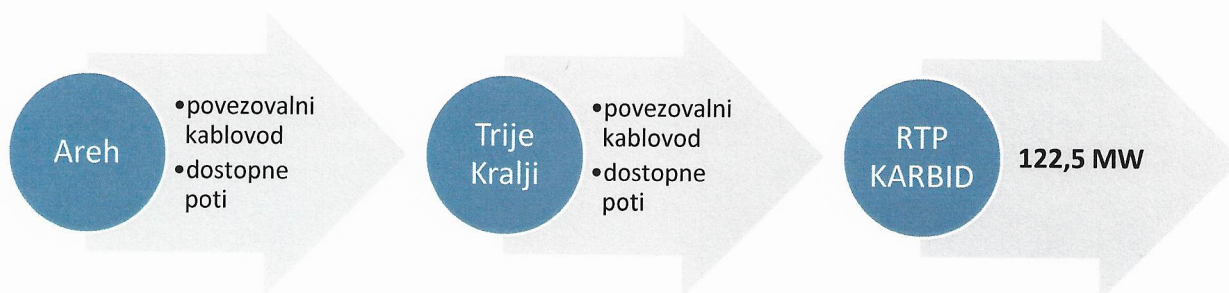 Areh
•povezovalni
kablovod
•dostopne
poti
Trije
Kralji
•povezovalni
kablovod
•dostopne
poti
RTP
KARBID
122,5 MW